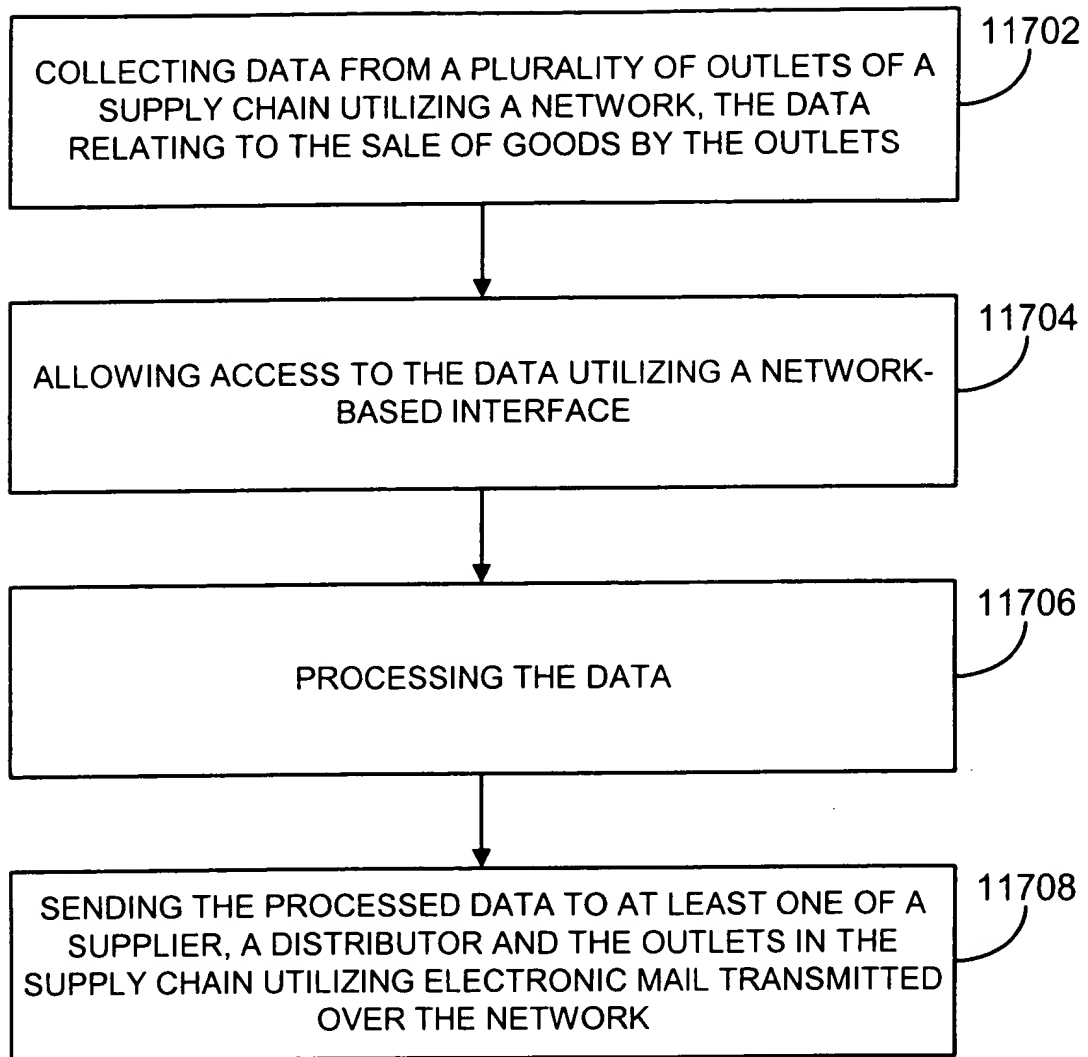 11702
COLLECTING DATA FROM A PLURALITY OF OUTLETS OF A
SUPPLY CHAIN UTILIZING A NETWORK, THE DATA
RELATING TO THE SALE OF GOODS BY THE OUTLETS
11704
ALLOWING ACCESS TO THE DATA UTILIZING A NETWORK-
BASED INTERFACE
11706
PROCESSING THE DATA
11708
SENDING THE PROCESSED DATA TO AT LEAST ONE OF A
SUPPLIER, A DISTRIBUTOR AND THE OUTLETS IN THE
SUPPLY CHAIN UTILIZING ELECTRONIC MAIL TRANSMITTED
OVER THE NETWORK